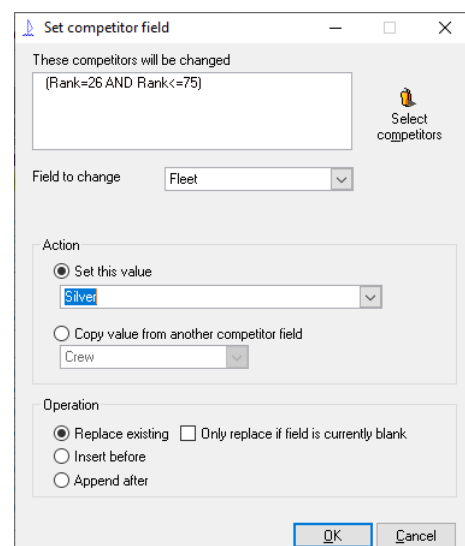 Set competitor field
These competitors will be changed
(Rank=26 AND Rank<=75)
Select
competitors
Field to change
Fleet
Action
Set this value
Silver
Copy value from another competitor field
Crew
Operation
Replace existing
Only replace if field is currently blank
Insert before
Append after
OK
Cancel